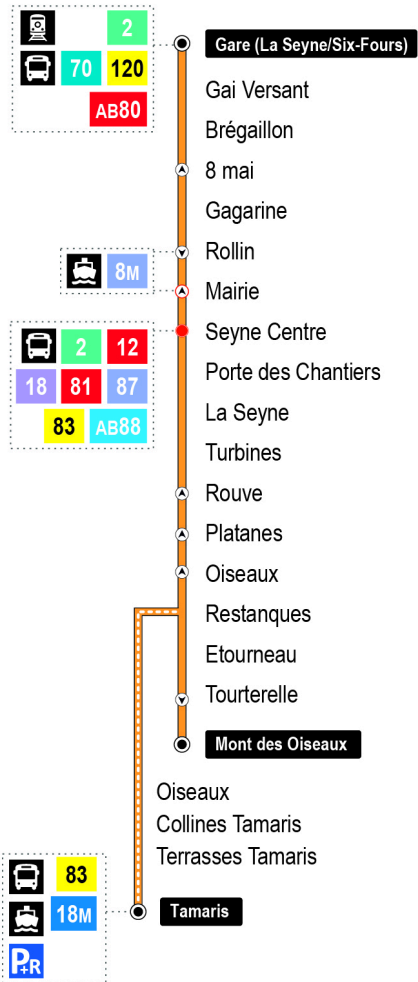 2
Gare (La Seyne/Six-Fours)
70 120
AB80
Gai Versant
Brégaillon
8 mai
Gagarine
Rollin
8M
Mairie
Seyne Centre
2 12
18 81 87
83 AB88
Porte des Chantiers
La Seyne
Turbines
Rouve
Platanes
Oiseaux
Restanques
Etourneau
Tourterelle
Mont des Oiseaux
Oiseaux
Collines Tamaris
Terrasses Tamaris
83
18M
Tamaris
P+R